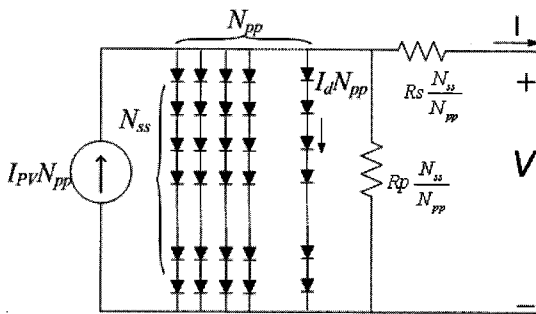 N_pp
I
I_d N_pp
Rs N_ss/N_pp
+
N_ss
V
I_PV N_pp
Rp N_ss/N_pp
−